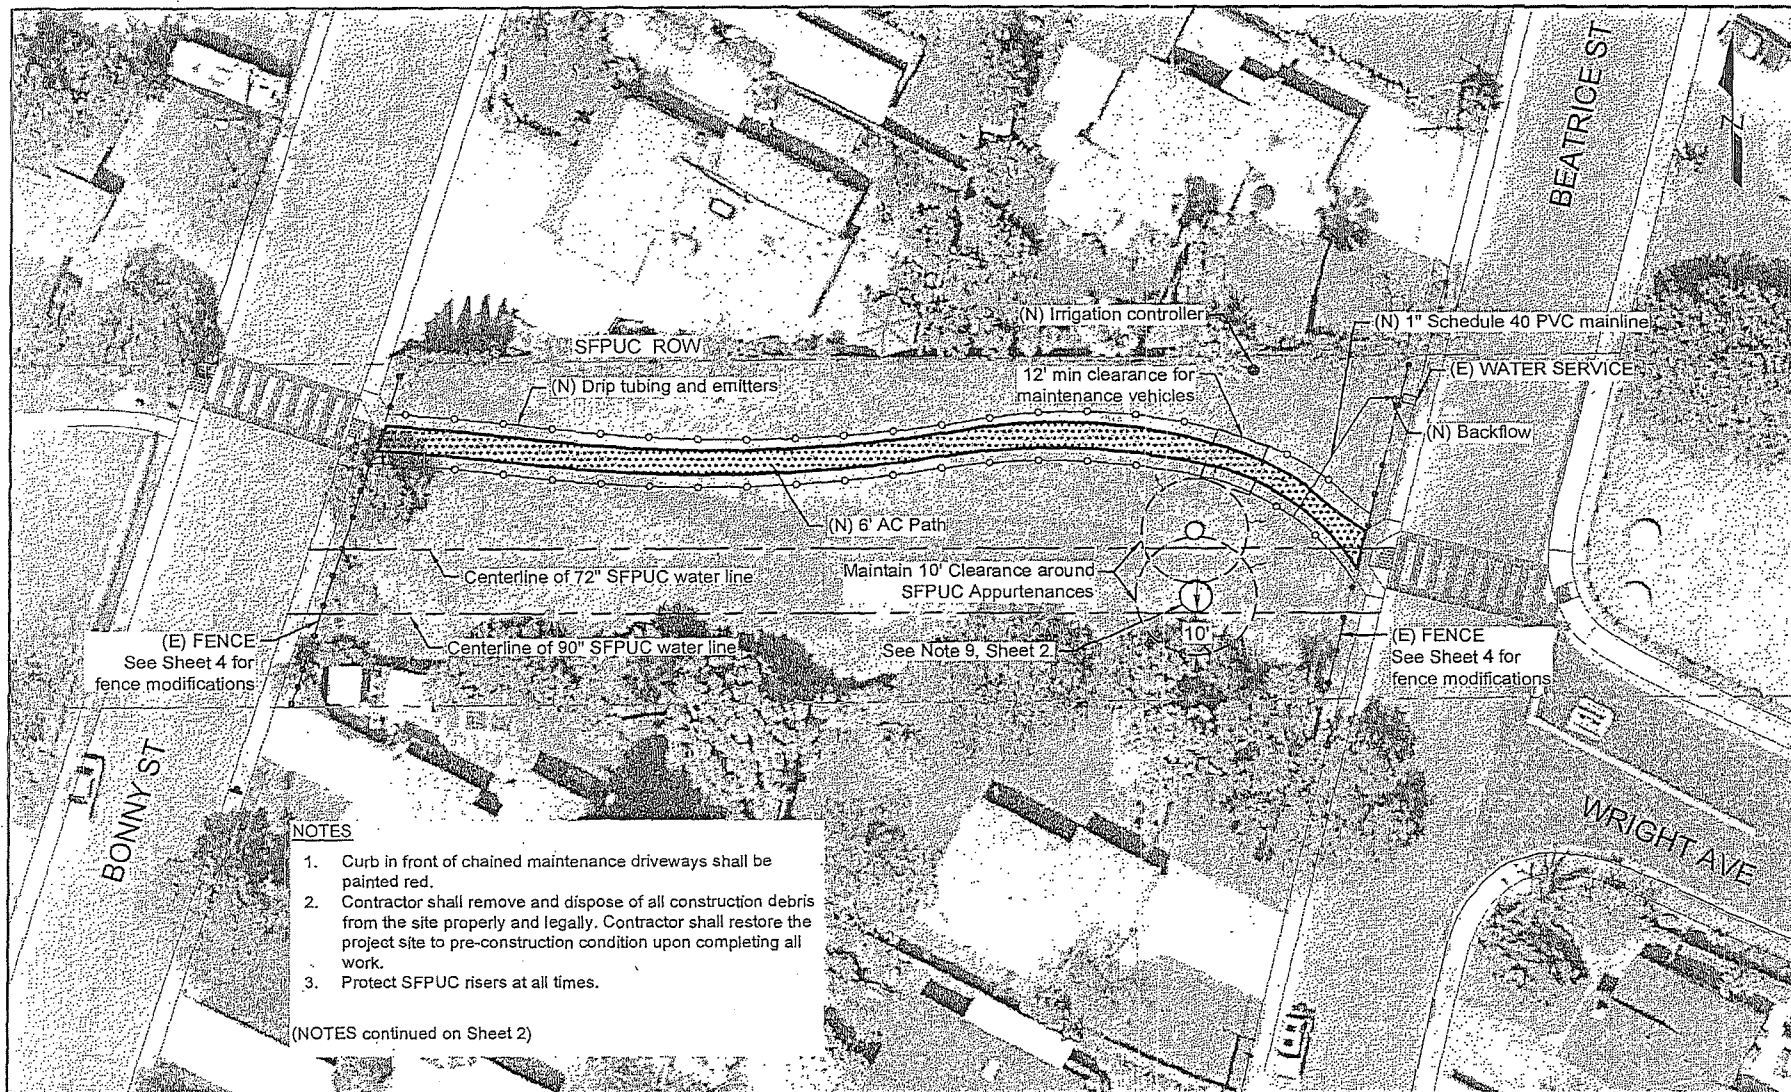 BEATRICE ST
Z
(N) Irrigation controller
(N) 1" Schedule 40 PVC mainline
SFPUC ROW
(E) WATER SERVICE
12' min clearance for
maintenance vehicles
(N) Drip tubing and emitters
(N) Backflow
(N) 6' AC Path
Centerline of 72" SFPUC water line
Maintain 10' Clearance around
SFPUC Appurtenances
10'
(E) FENCE
See Sheet 4 for
fence modifications
Centerline of 90" SFPUC water line
See Note 9, Sheet 2.
(E) FENCE
See Sheet 4 for
fence modifications
BONNY ST
WRIGHT AVE
NOTES
1. Curb in front of chained maintenance driveways shall be
painted red.
2. Contractor shall remove and dispose of all construction debris
from the site properly and legally. Contractor shall restore the
project site to pre-construction condition upon completing all
work.
3. Protect SFPUC risers at all times.
(NOTES continued on Sheet 2)